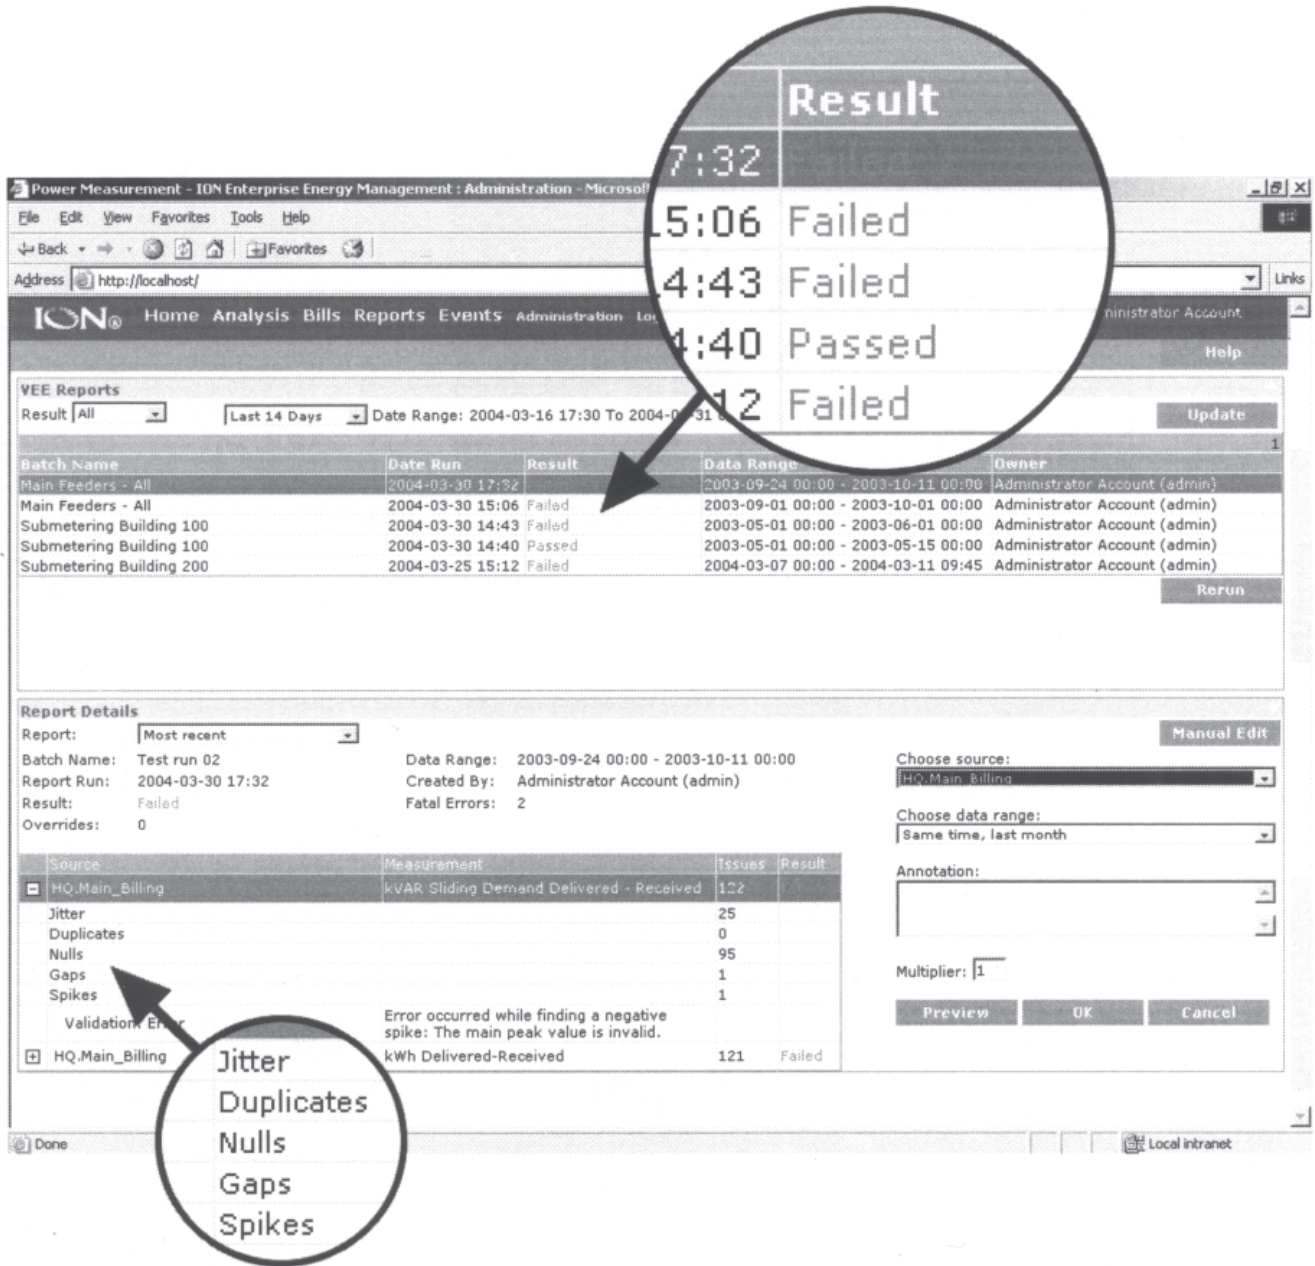 Result
7:32 Failed
15:06 Failed
4:43 Failed
4:40 Passed
12 Failed
Power Measurement - ION Enterprise Energy Management : Administration - Microsof
File Edit View Favorites Tools Help
Back Favorites
Address http://localhost/ Links
ION® Home Analysis Bills Reports Events Administration Lo ministrator Account
Help
VEE Reports
Result All Last 14 Days Date Range: 2004-03-16 17:30 To 2004-0 -31 Update
1
Batch Name Date Run Result Data Range Owner
Main Feeders - All 2004-03-30 17:32 2003-09-24 00:00 - 2003-10-11 00:00 Administrator Account (admin)
Main Feeders - All 2004-03-30 15:06 Failed 2003-09-01 00:00 - 2003-10-01 00:00 Administrator Account (admin)
Submetering Building 100 2004-03-30 14:43 Failed 2003-05-01 00:00 - 2003-06-01 00:00 Administrator Account (admin)
Submetering Building 100 2004-03-30 14:40 Passed 2003-05-01 00:00 - 2003-05-15 00:00 Administrator Account (admin)
Submetering Building 200 2004-03-25 15:12 Failed 2004-03-07 00:00 - 2004-03-11 09:45 Administrator Account (admin)
Rerun
Report Details
Report: Most recent Manual Edit
Batch Name: Test run 02 Data Range: 2003-09-24 00:00 - 2003-10-11 00:00 Choose source:
Report Run: 2004-03-30 17:32 Created By: Administrator Account (admin) HQ.Main_Billing
Result: Failed Fatal Errors: 2
Overrides: 0 Choose data range:
Same time, last month
Source Measurement Issues Result
Annotation:
HQ.Main_Billing kVAR Sliding Demand Delivered - Received 122
Jitter 25
Duplicates 0
Nulls 95
Gaps 1
Multiplier: 1
Spikes 1
Validation Error Error occurred while finding a negative
spike: The main peak value is invalid.
Preview OK Cancel
HQ.Main_Billing kWh Delivered-Received 121 Failed
Jitter
Duplicates
Nulls
Gaps
Spikes
Done Local intranet